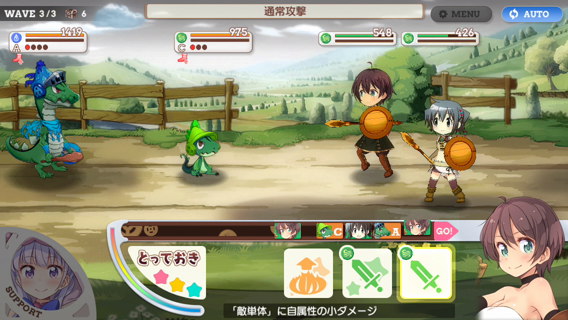 WAVE 3/3 6
通常攻撃
MENU
AUTO
1419
975
548
426
A
C
C
A
GO!
とっておき
SUPPORT
「敵単体」に自属性の小ダメージ